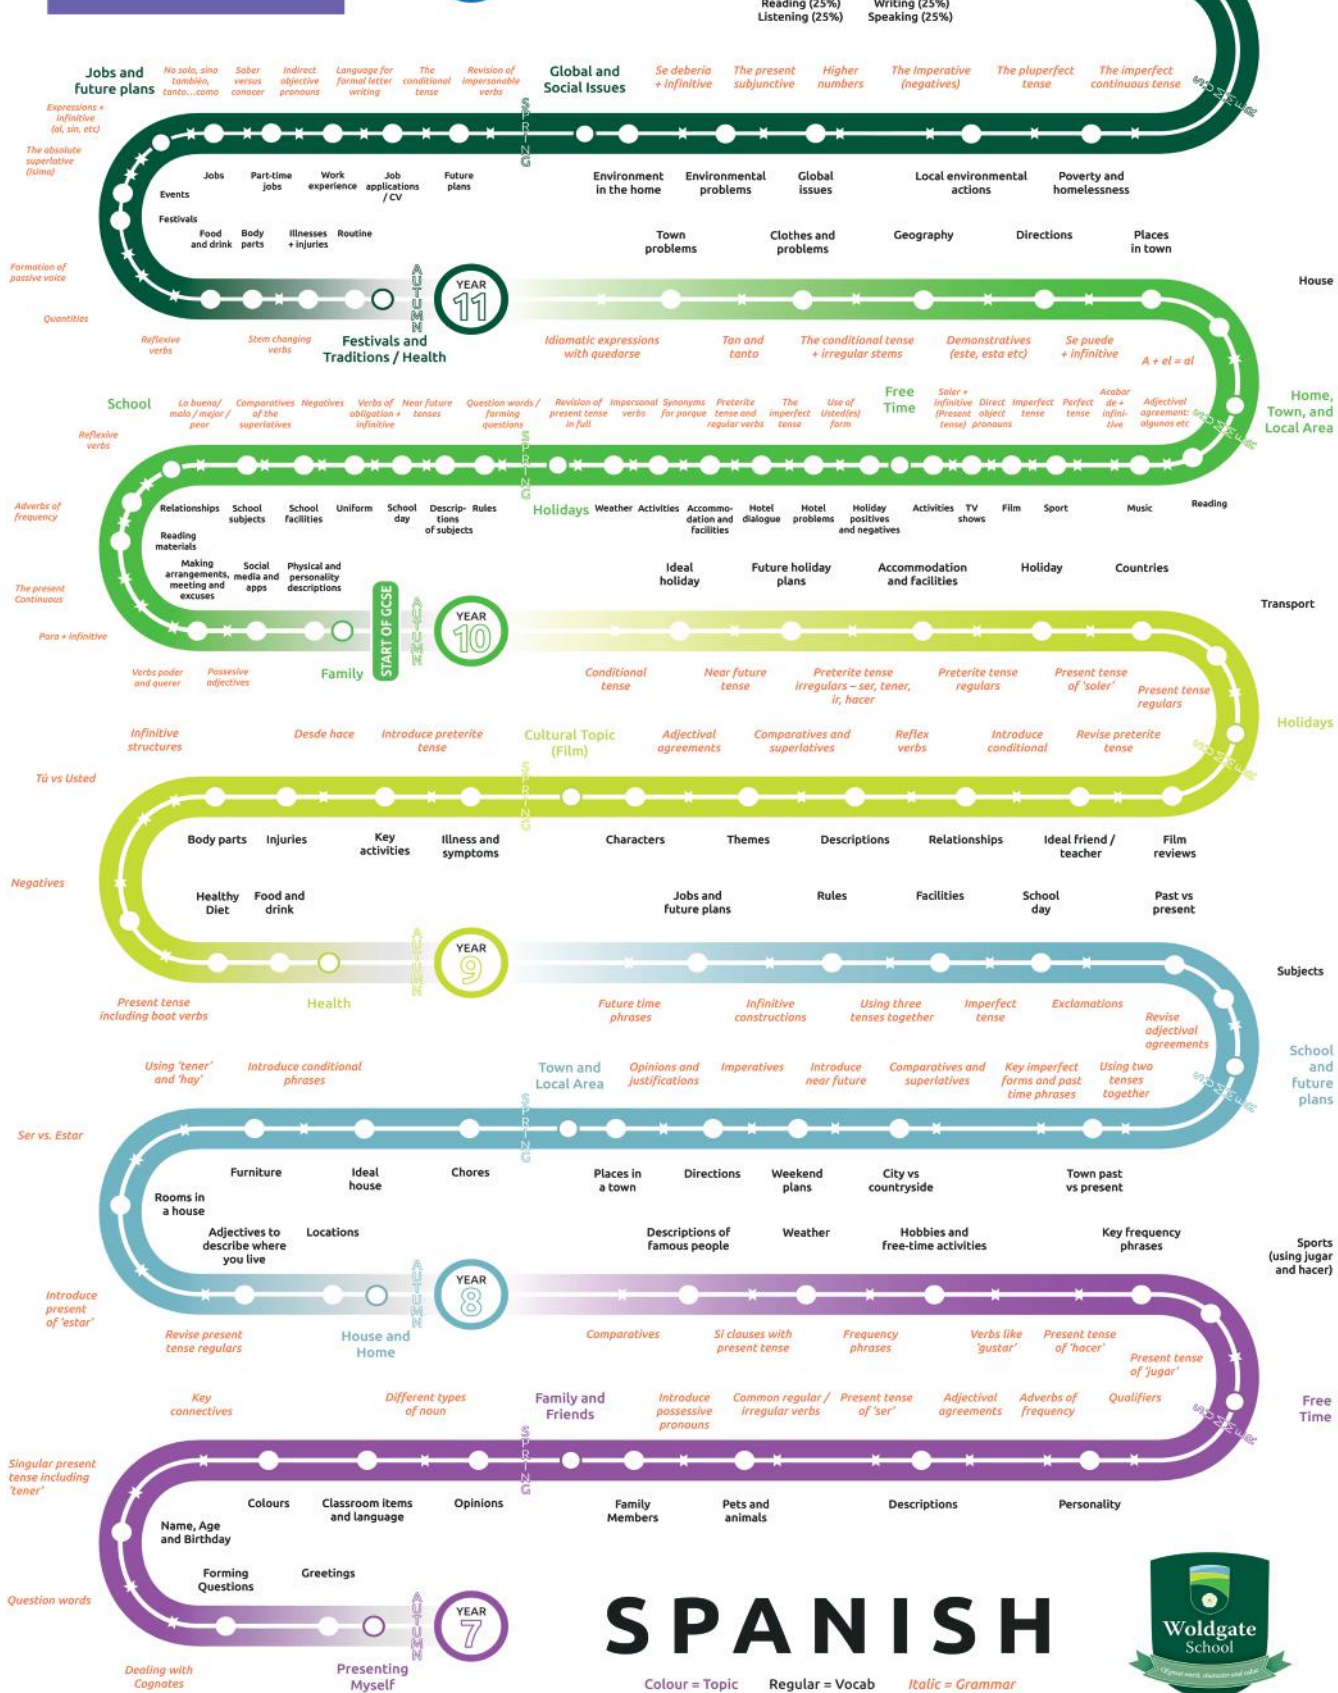 Reading (25%)
Writing (25%)
Listening (25%)
Speaking (25%)
Jobs and
future plans
No solo, sino
también,
tanto...como
Saber
versus
conocer
Indirect
objective
pronouns
Language for
formal letter
writing
The
conditional
tense
Revision of
impersonable
verbs
Global and
Social Issues
Se debería
+ infinitive
The present
subjunctive
Higher
numbers
The Imperative
(negatives)
The pluperfect
tense
The imperfect
continuous tense
SUMMER
Expressions +
infinitive
(al, sin, etc)
The absolute
superlative
(ísimo)
SPRING
Events
Festivals
Jobs
Part-time
jobs
Work
experience
Job
applications
/ CV
Future
plans
Environment
in the home
Environmental
problems
Global
issues
Local environmental
actions
Poverty and
homelessness
Food
and drink
Body
parts
Illnesses
+ injuries
Routine
Town
problems
Clothes and
problems
Geography
Directions
Places
in town
House
Formation of
passive voice
Quantities
AUTUMN
YEAR
11
Reflexive
verbs
Stem changing
verbs
Festivals and
Traditions / Health
Idiomatic expressions
with quedarse
Tan and
tanto
The conditional tense
+ irregular stems
Demonstratives
(este, esta etc)
Se puede
+ infinitive
A + el = al
School
Reflexive
verbs
Lo bueno/
malo / mejor /
peor
Comparatives
of the
superlatives
Negatives
Verbs of
obligation +
infinitive
Near future
tenses
Question words /
forming
questions
Revision of
present tense
in full
Impersonal
verbs
Synonyms
for porque
Preterite
tense and
regular verbs
The
imperfect
tense
Use of
Usted(es)
form
Free
Time
Soler +
infinitive
(Present
tense)
Direct
object
pronouns
Imperfect
tense
Perfect
tense
Acabar
de +
infini-
tive
Adjectival
agreement:
algunos etc
SUMMER
Home,
Town, and
Local Area
SPRING
Adverbs of
frequency
Relationships
School
subjects
School
facilities
Uniform
School
day
Descrip-
tions
of subjects
Rules
Holidays
Weather
Activities
Accommo-
dation and
facilities
Hotel
dialogue
Hotel
problems
Holiday
positives
and negatives
Activities
TV
shows
Film
Sport
Music
Reading
Reading
materials
Making
arrangements,
meeting and
excuses
Social
media and
apps
Physical and
personality
descriptions
Ideal
holiday
Future holiday
plans
Accommodation
and facilities
Holiday
Countries
Transport
The present
Continuous
Para + infinitive
START OF GCSE
AUTUMN
YEAR
10
Verbs poder
and querer
Possesive
adjectives
Family
Conditional
tense
Near future
tense
Preterite tense
irregulars – ser, tener,
ir, hacer
Preterite tense
regulars
Present tense
of 'soler'
Present tense
regulars
Holidays
Infinitive
structures
Desde hace
Introduce preterite
tense
Cultural Topic
(Film)
Adjectival
agreements
Comparatives and
superlatives
Reflex
verbs
Introduce
conditional
Revise preterite
tense
SUMMER
Tú vs Usted
SPRING
Body parts
Injuries
Key
activities
Illness and
symptoms
Characters
Themes
Descriptions
Relationships
Ideal friend /
teacher
Film
reviews
Negatives
Healthy
Diet
Food and
drink
Jobs and
future plans
Rules
Facilities
School
day
Past vs
present
Subjects
AUTUMN
YEAR
9
Present tense
including boot verbs
Health
Future time
phrases
Infinitive
constructions
Using three
tenses together
Imperfect
tense
Exclamations
Revise
adjectival
agreements
School
and
future
plans
Using 'tener'
and 'hay'
Introduce conditional
phrases
Town and
Local Area
Opinions and
justifications
Imperatives
Introduce
near future
Comparatives and
superlatives
Key imperfect
forms and past
time phrases
Using two
tenses
together
SUMMER
Ser vs. Estar
SPRING
Rooms in
a house
Furniture
Ideal
house
Chores
Places in
a town
Directions
Weekend
plans
City vs
countryside
Town past
vs present
Adjectives to
describe where
you live
Locations
Descriptions of
famous people
Weather
Hobbies and
free-time activities
Key frequency
phrases
Sports
(using jugar
and hacer)
Introduce
present
of 'estar'
AUTUMN
YEAR
8
Revise present
tense regulars
House and
Home
Comparatives
Si clauses with
present tense
Frequency
phrases
Verbs like
'gustar'
Present tense
of 'hacer'
Present tense
of 'jugar'
Key
connectives
Different types
of noun
Family and
Friends
Introduce
possessive
pronouns
Common regular /
irregular verbs
Present tense
of 'ser'
Adjectival
agreements
Adverbs of
frequency
Qualifiers
SUMMER
Free
Time
Singular present
tense including
'tener'
SPRING
Name, Age
and Birthday
Colours
Classroom items
and language
Opinions
Family
Members
Pets and
animals
Descriptions
Personality
Forming
Questions
Greetings
Question words
AUTUMN
YEAR
7
Dealing with
Cognates
Presenting
Myself
SPANISH
Colour = Topic
Regular = Vocab
Italic = Grammar
Woldgate
School